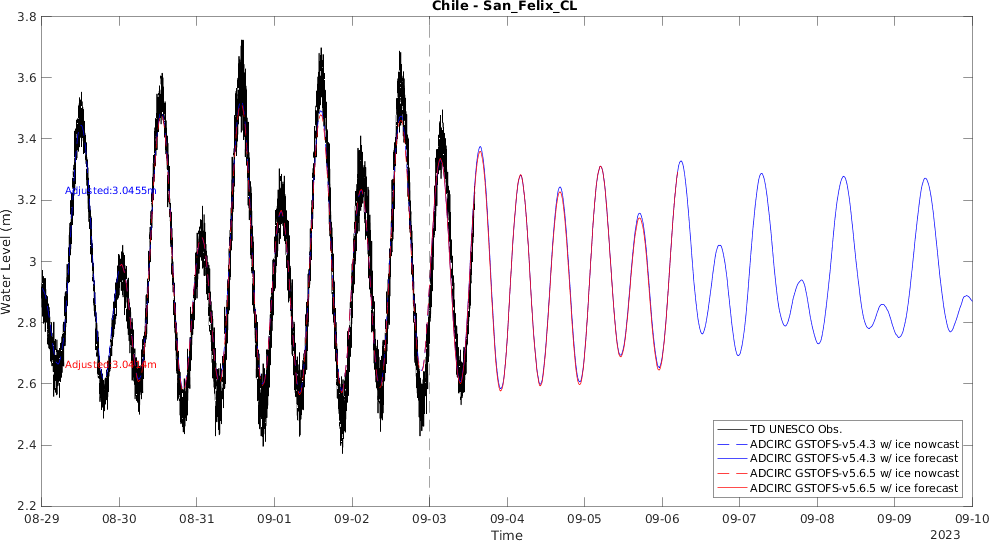 Chile - San_Felix_CL
3.8
3.6
3.4
3.2
3
2.8
2.6
2.4
2.2
Water Level (m)
Adjusted:3.0455m
TD UNESCO Obs.
ADCIRC GSTOFS-v5.4.3 w/ ice nowcast
ADCIRC GSTOFS-v5.4.3 w/ ice forecast
ADCIRC GSTOFS-v5.6.5 w/ ice nowcast
ADCIRC GSTOFS-v5.6.5 w/ ice forecast
08-29 08-30 08-31 09-01 09-02 09-03 09-04 09-05 09-06 09-07 09-08 09-09 09-10
Time
2023